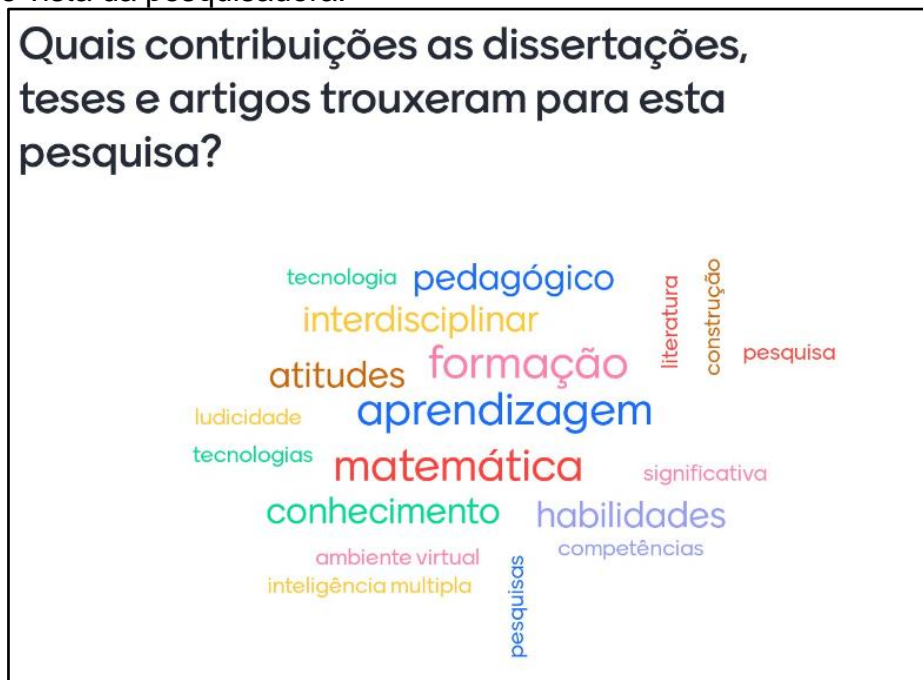 Quais contribuições as dissertações,
teses e artigos trouxeram para esta
pesquisa?
tecnologia pedagógico
interdisciplinar
literatura
construção
pesquisa
atitudes formação
ludicidade aprendizagem
tecnologias matemática significativa
conhecimento habilidades
ambiente virtual competências
inteligência multipla
pesquisas